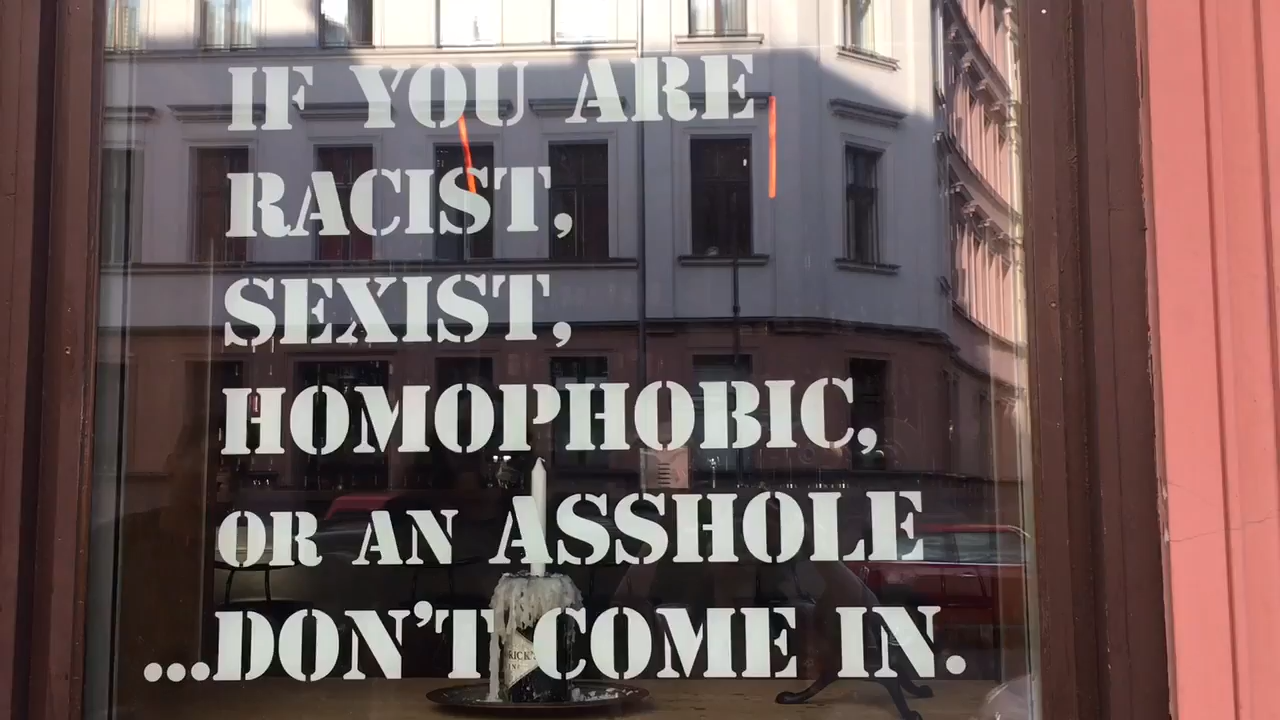 IF YOU ARE
RACIST,
SEXIST,
HOMOPHOBIC,
OR AN ASSHOLE
...DON'T COME IN.